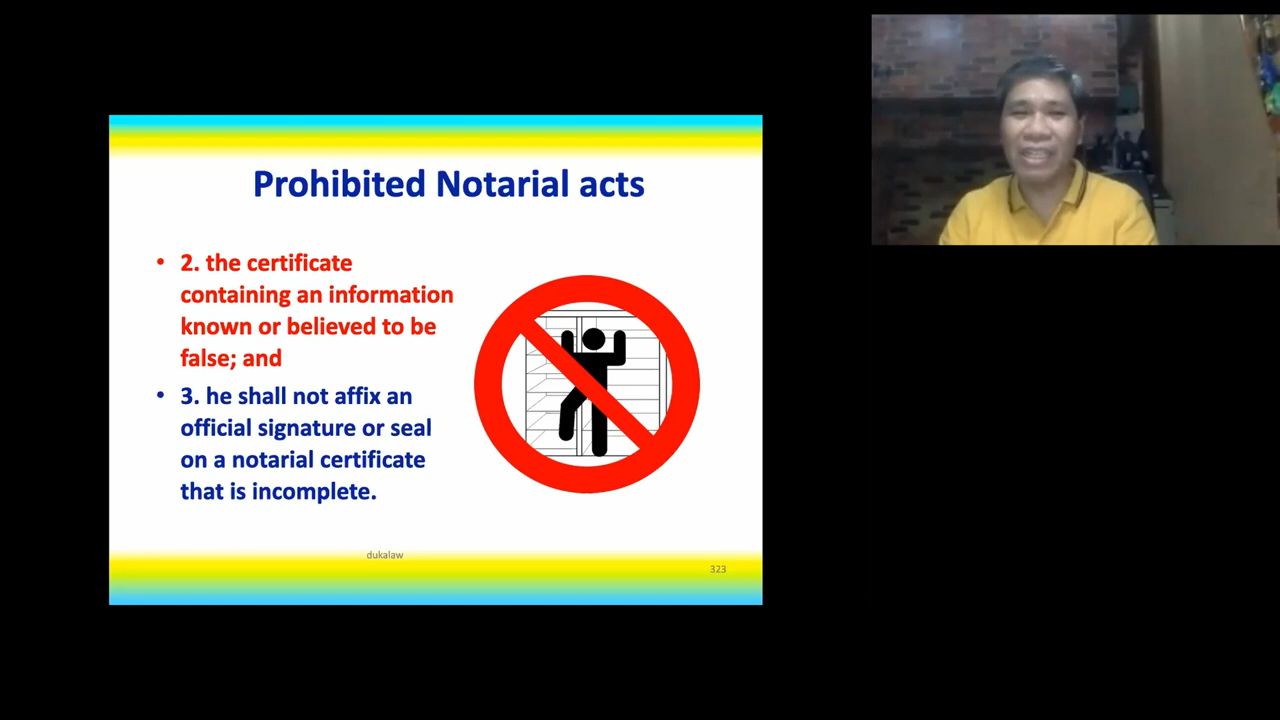 Prohibited Notarial acts
• 2. the certificate
containing an information
known or believed to be
false; and
• 3. he shall not affix an
official signature or seal
on a notarial certificate
that is incomplete.
dukalaw
323